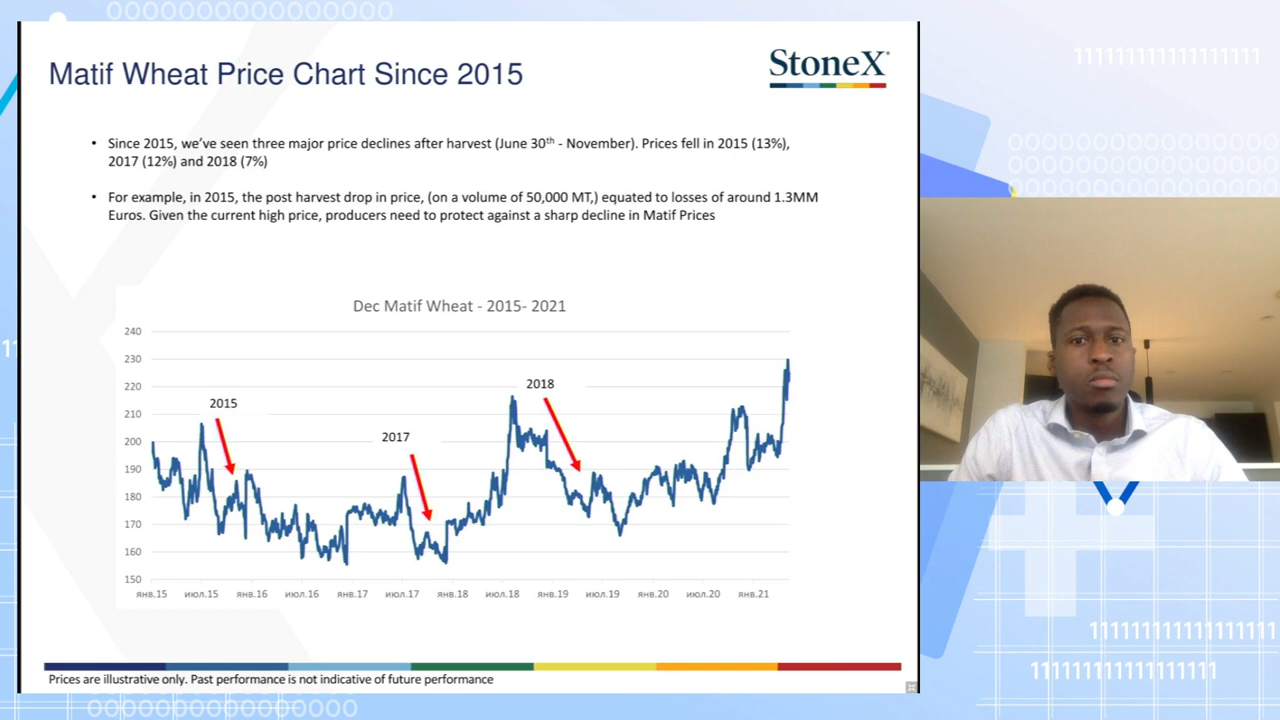 OOOOOOOOOOOOOOOOO
11111111111111111
OOOOOOOOOOOOOOOO
OOOOOOOOOOOOOOOO
OOOOOOOOOOOOOOOO
Matif Wheat Price Chart Since 2015
StoneX®
• Since 2015, we've seen three major price declines after harvest (June 30th - November). Prices fell in 2015 (13%),
2017 (12%) and 2018 (7%)
• For example, in 2015, the post harvest drop in price, (on a volume of 50,000 MT,) equated to losses of around 1.3MM
Euros. Given the current high price, producers need to protect against a sharp decline in Matif Prices
Dec Matif Wheat - 2015- 2021
240
230
220
210
200
190
180
170
160
150
2015
2017
2018
янв.15 июл.15 янв.16 июл.16 янв.17 июл.17 янв.18 июл.18 янв.19 июл.19 янв.20 июл.20 янв.21
Prices are illustrative only. Past performance is not indicative of future performance